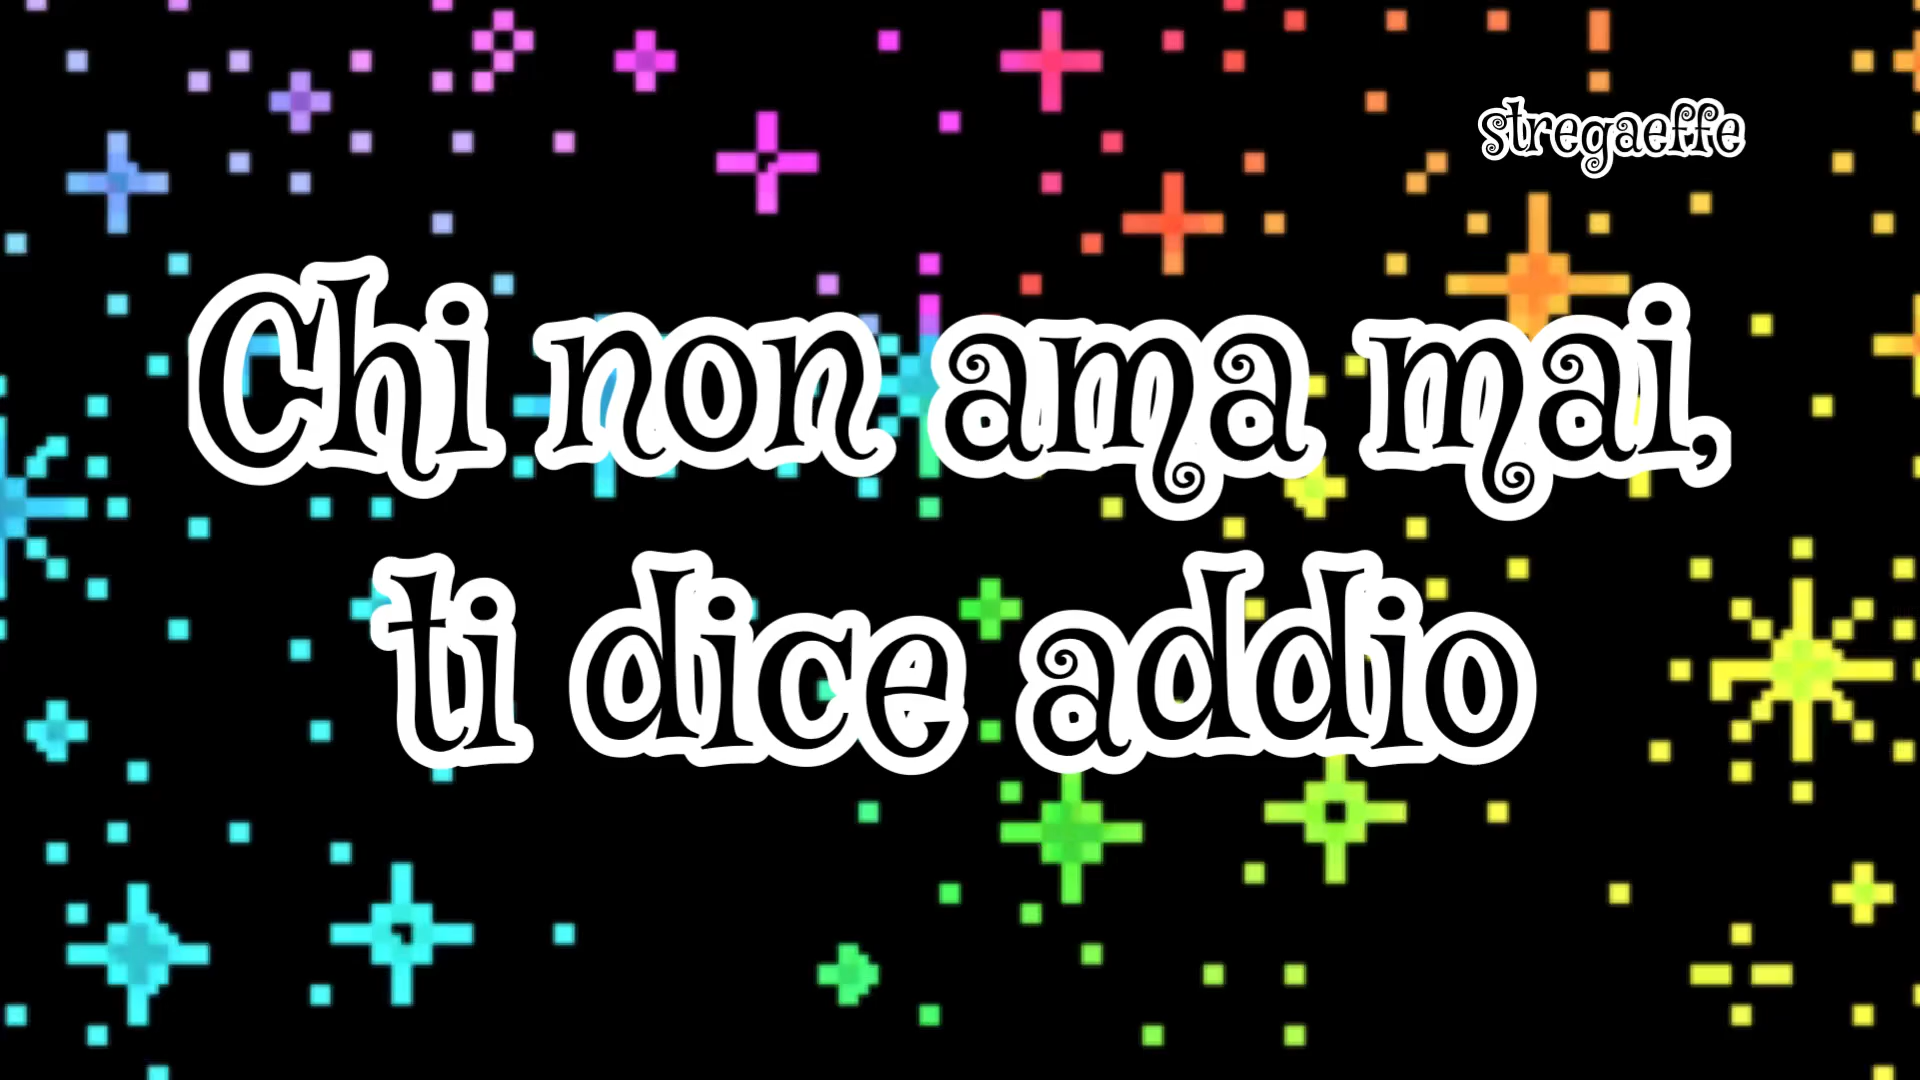 stregaeffe
Chi non ama mai,
ti dice addio